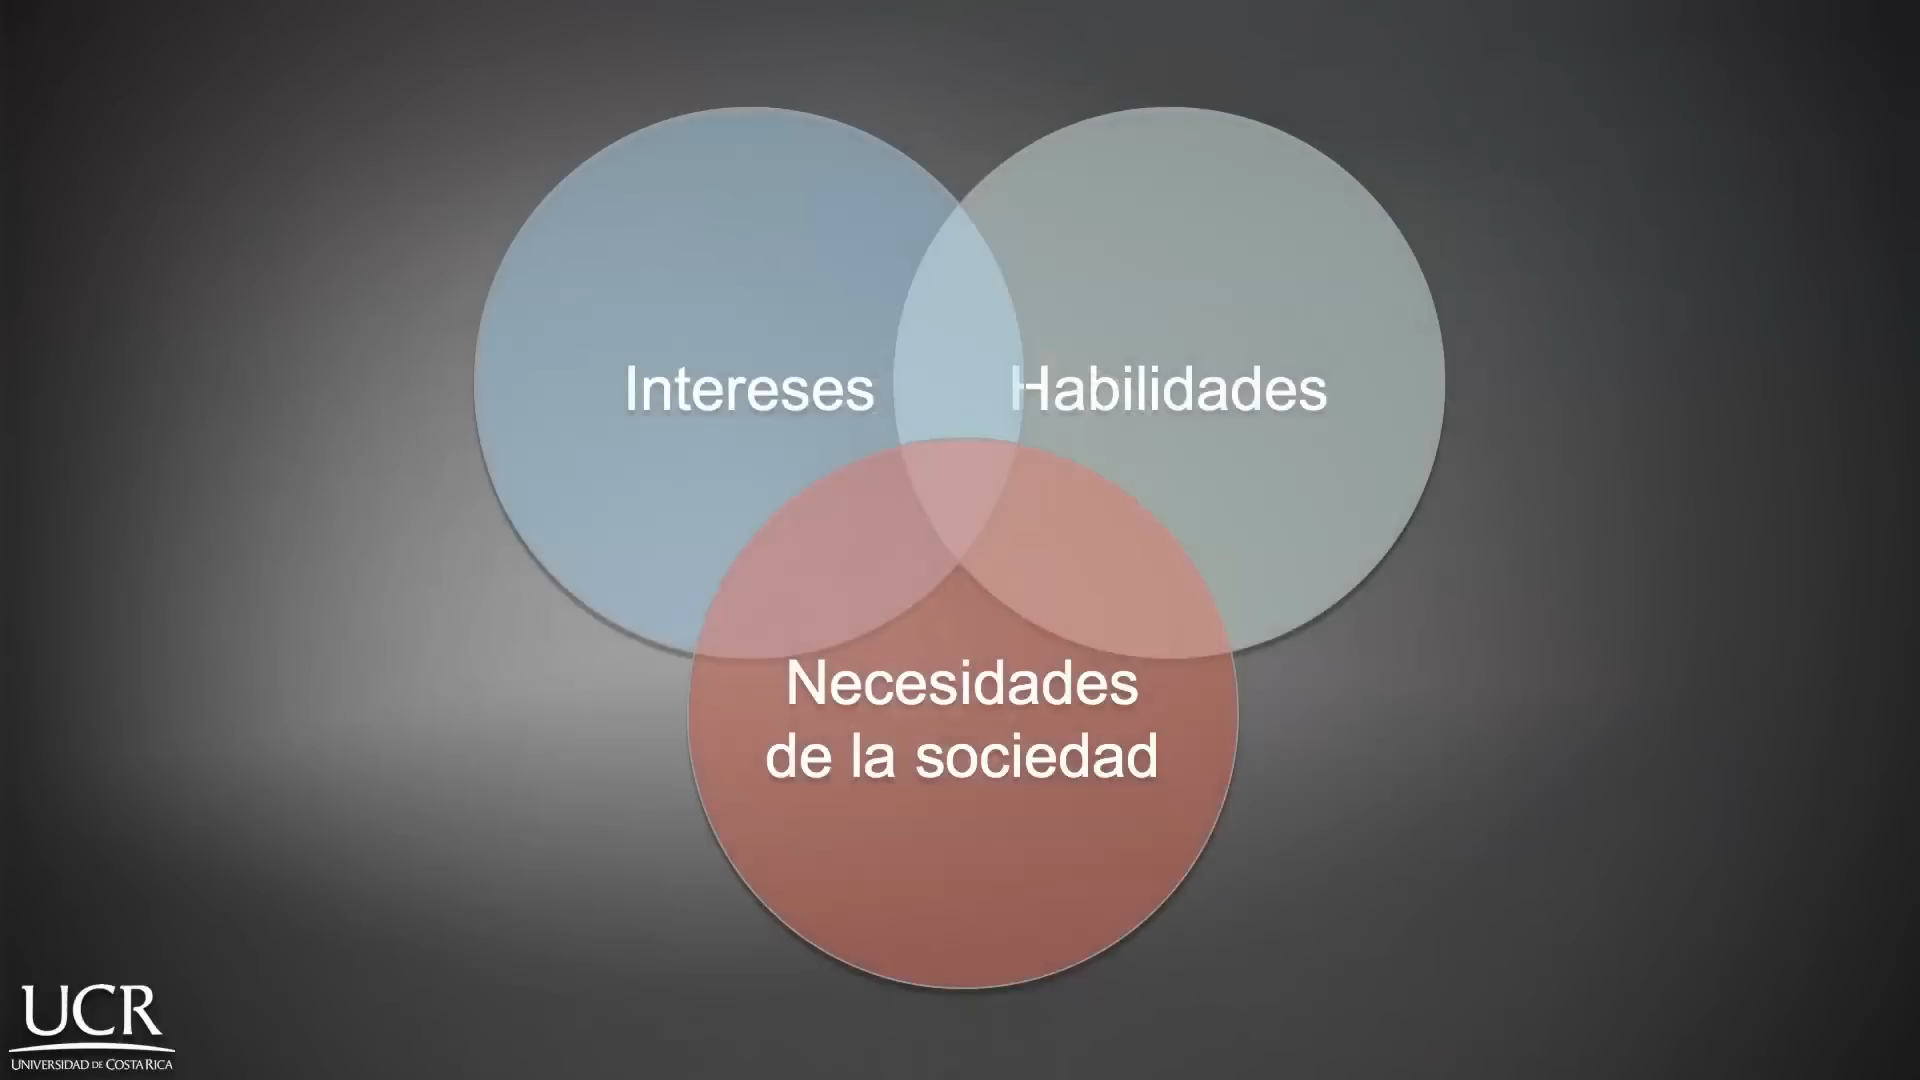 Intereses
Habilidades
Necesidades
de la sociedad
UCR
UNIVERSIDAD DE COSTA RICA